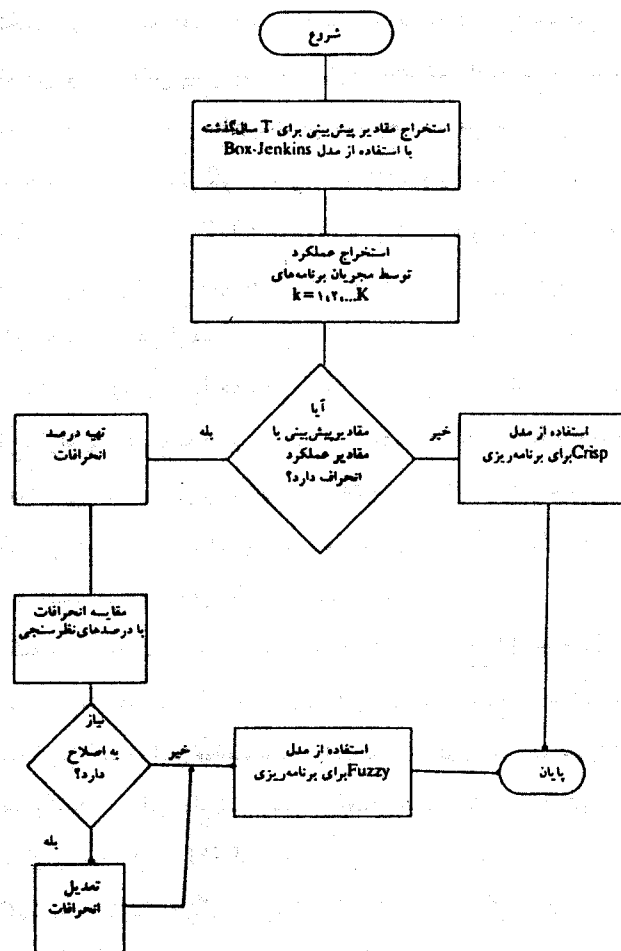 شروع
استخراج مقادیر پیش‌بینی برای T سال‌گذشته
با استفاده از مدل Box-Jenkins
استخراج عملکرد
توسط مجریان برنامه‌های
k=۱،۲،...K
آیا
مقادیرپیش‌بینی با
مقادیر عملکرد
انحراف دارد؟
خیر
استفاده از مدل
Crispبرای برنامه‌ریزی
بله
تهیه درصد
انحرافات
مقایسه انحرافات
با درصدهای‌نظرسنجی
نیاز
به اصلاح
دارد؟
خیر
استفاده از مدل
Fuzzyبرای برنامه‌ریزی
پایان
بله
تعدیل
انحرافات